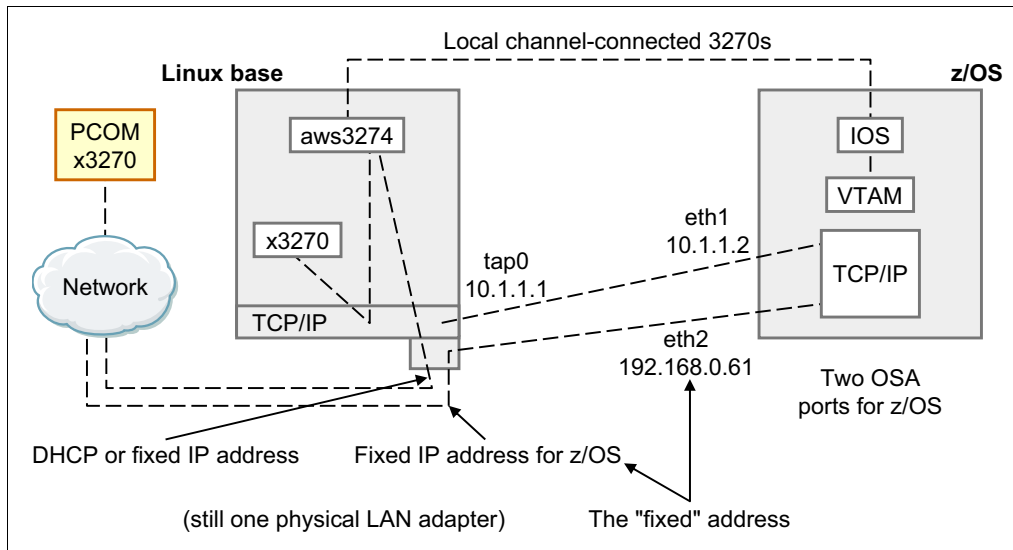 Local channel-connected 3270s
Linux base
z/OS
PCOM
x3270
aws3274
IOS
VTAM
x3270
eth1
10.1.1.2
tap0
10.1.1.1
TCP/IP
Network
TCP/IP
eth2
192.168.0.61
Two OSA
ports for z/OS
DHCP or fixed IP address
Fixed IP address for z/OS
(still one physical LAN adapter)
The "fixed" address